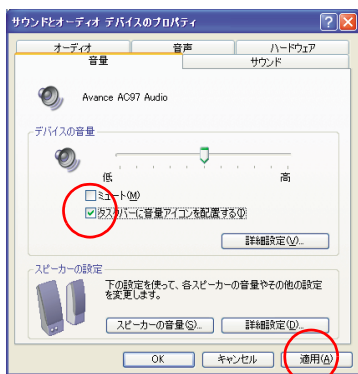 サウンドとオーディオ デバイスのプロパティ
オーディオ 音声 ハードウェア
音量 サウンド
Avance AC97 Audio
デバイスの音量
低 高
ミュート(M)
タスクバーに音量アイコンを配置する(I)
詳細設定(V)...
スピーカーの設定
下の設定を使って、各スピーカーの音量やその他の設定
を変更します。
スピーカーの音量(S)... 詳細設定(D)...
OK キャンセル 適用(A)